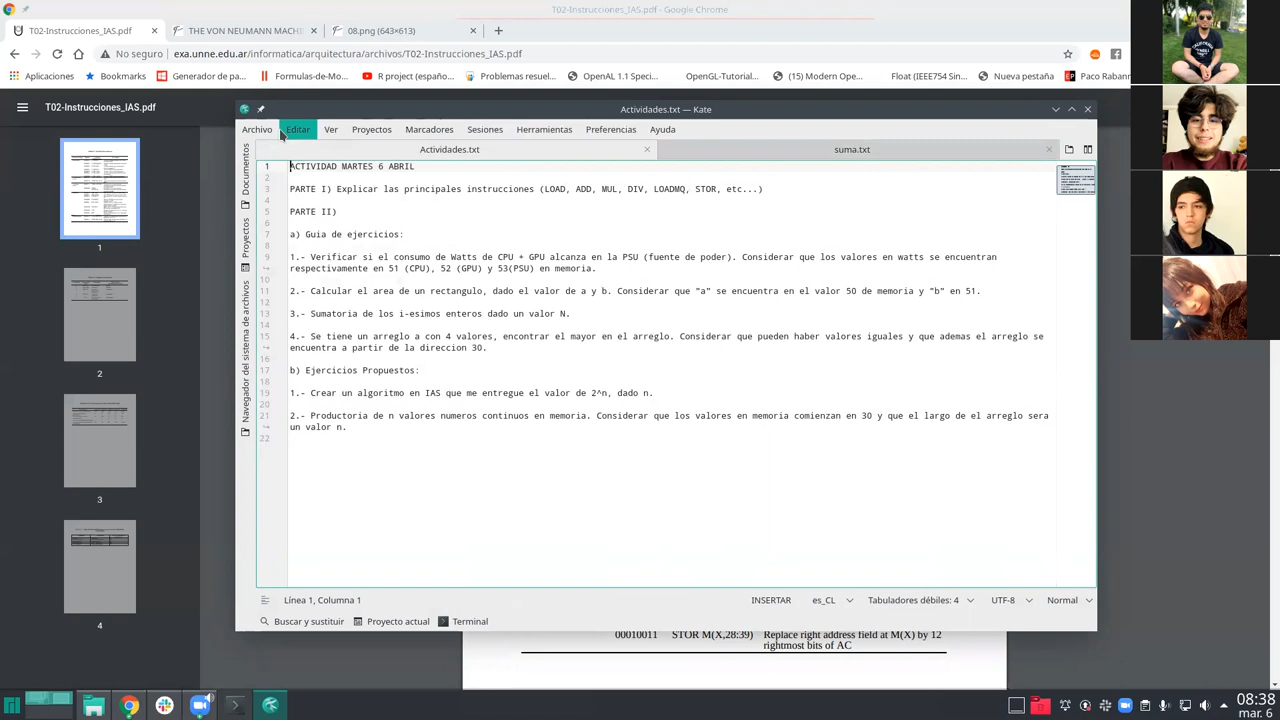 T02-Instrucciones_IAS.pdf - Google Chrome
T02-Instrucciones_IAS.pdf
THE VON NEUMANN MACHI
08.png (643×613)
No seguro
exa.unne.edu.ar/informatica/arquitectura/archivos/T02-Instrucciones_IAS.pdf
Aplicaciones
Bookmarks
Generador de pa...
Formulas-de-Mo...
R project (españo...
Problemas resuel...
OpenAL 1.1 Speci...
OpenGL-Tutorial...
(15) Modern Ope...
Float (IEEE754 Sin...
Nueva pestaña
Paco Rabann
T02-Instrucciones_IAS.pdf
1
2
3
4
Actividades.txt — Kate
Archivo Editar Ver Proyectos Marcadores Sesiones Herramientas Preferencias Ayuda
Actividades.txt
suma.txt
Documentos
Proyectos
Navegador del sistema de archivos
1 ACTIVIDAD MARTES 6 ABRIL
2
3 PARTE I) Explicar las principales instrucciones (LOAD, ADD, MUL, DIV, LOADMQ, STOR, etc...)
4
5 PARTE II)
6
7 a) Guia de ejercicios:
8
9 1.- Verificar si el consumo de Watts de CPU + GPU alcanza en la PSU (fuente de poder). Considerar que los valores en watts se encuentran
respectivamente en 51 (CPU), 52 (GPU) y 53(PSU) en memoria.
10
11 2.- Calcular el area de un rectangulo, dado el valor de a y b. Considerar que "a" se encuentra en el valor 50 de memoria y "b" en 51.
12
13 3.- Sumatoria de los i-esimos enteros dado un valor N.
14
15 4.- Se tiene un arreglo a con 4 valores, encontrar el mayor en el arreglo. Considerar que pueden haber valores iguales y que ademas el arreglo se
encuentra a partir de la direccion 30.
16
17 b) Ejercicios Propuestos:
18
19 1.- Crear un algoritmo en IAS que me entregue el valor de 2^n, dado n.
20
21 2.- Productoria de n valores numeros continuos en memoria. Considerar que los valores en memoria comienzan en 30 y que el largo de el arreglo sera
un valor n.
22
Línea 1, Columna 1
INSERTAR
es_CL
Tabuladores débiles: 4
UTF-8
Normal
Buscar y sustituir
Proyecto actual
Terminal
00010011 STOR M(X,28:39) Replace right address field at M(X) by 12
rightmost bits of AC
08:38
mar. 6